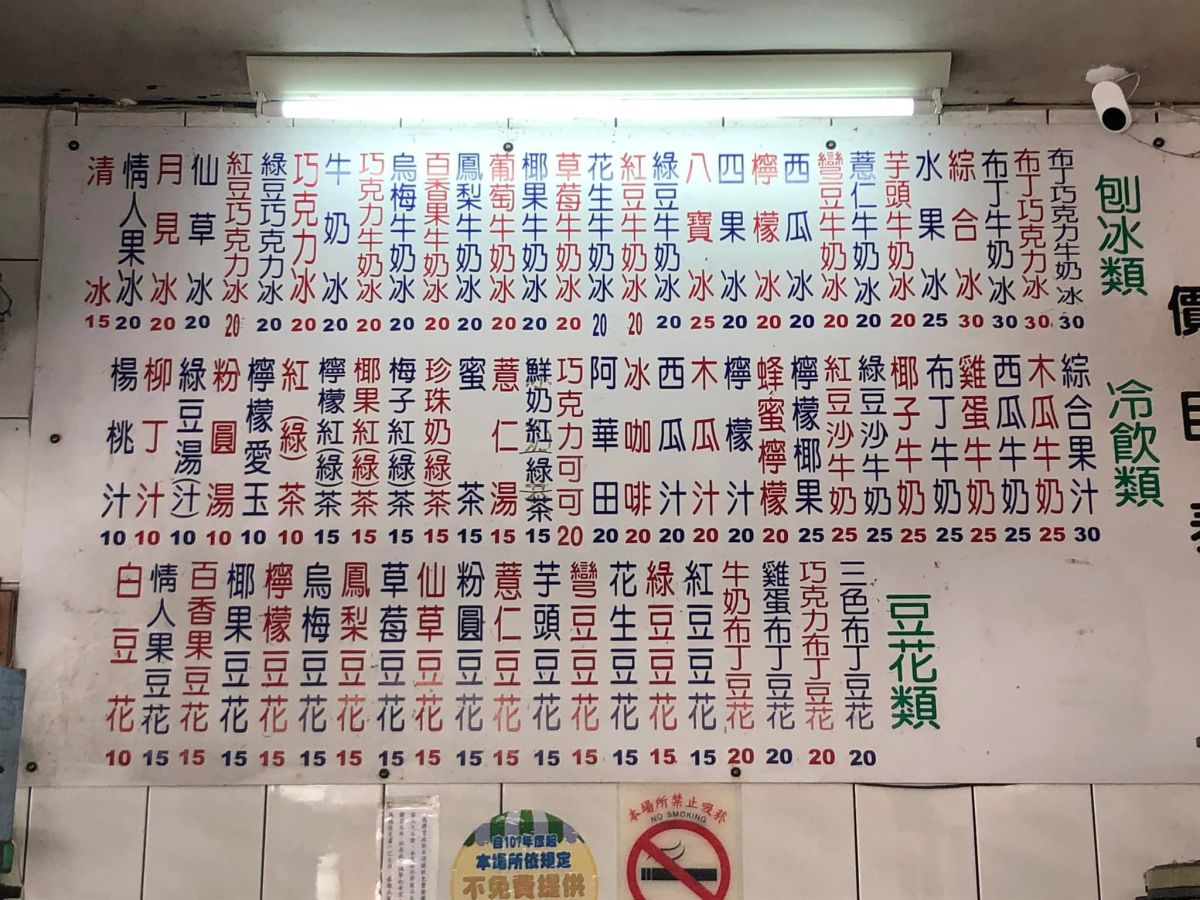 價目
刨冰類
布丁巧克力牛奶冰 30
布丁巧克力冰 30
布丁牛奶冰 30
綜合冰 30
水果冰 25
芋頭牛奶冰 20
薏仁牛奶冰 20
彎豆牛奶冰 20
西瓜冰 20
檸檬冰 20
四果冰 20
八寶冰 25
綠豆牛奶冰 20
紅豆牛奶冰 20
花生牛奶冰 20
草莓牛奶冰 20
椰果牛奶冰 20
葡萄牛奶冰 20
鳳梨牛奶冰 20
百香果牛奶冰 20
烏梅牛奶冰 20
巧克力牛奶冰 20
牛奶冰 20
巧克力冰 20
綠豆巧克力冰 20
紅豆巧克力冰 20
仙草冰 20
月見冰 20
情人果冰 20
清冰 15
冷飲類
綜合果汁 30
木瓜牛奶 25
西瓜牛奶 25
雞蛋牛奶 25
布丁牛奶 25
椰子牛奶 25
綠豆沙牛奶 25
紅豆沙牛奶 25
檸檬椰果 25
蜂蜜檸檬 20
檸檬汁 20
木瓜汁 20
西瓜汁 20
冰咖啡 20
阿華田 20
巧克力可可 20
鮮奶紅(綠)茶 15
薏仁湯 15
蜜茶 15
珍珠奶(綠)茶 15
梅子紅(綠)茶 15
椰果紅(綠)茶 15
檸檬紅(綠)茶 15
紅(綠)茶 10
檸檬愛玉 10
粉圓湯 10
綠豆湯(汁) 10
柳丁汁 10
楊桃汁 10
豆花類
三色布丁豆花 20
巧克力布丁豆花 20
雞蛋布丁豆花 20
牛奶布丁豆花 20
紅豆豆花 15
綠豆豆花 15
花生豆花 15
彎豆豆花 15
芋頭豆花 15
薏仁豆花 15
粉圓豆花 15
仙草豆花 15
草莓豆花 15
鳳梨豆花 15
烏梅豆花 15
檸檬豆花 15
椰果豆花 15
百香果豆花 15
情人果豆花 15
白豆花 10
自107年度起
本場所依規定
不免費提供
本場所禁止吸菸
NO SMOKING